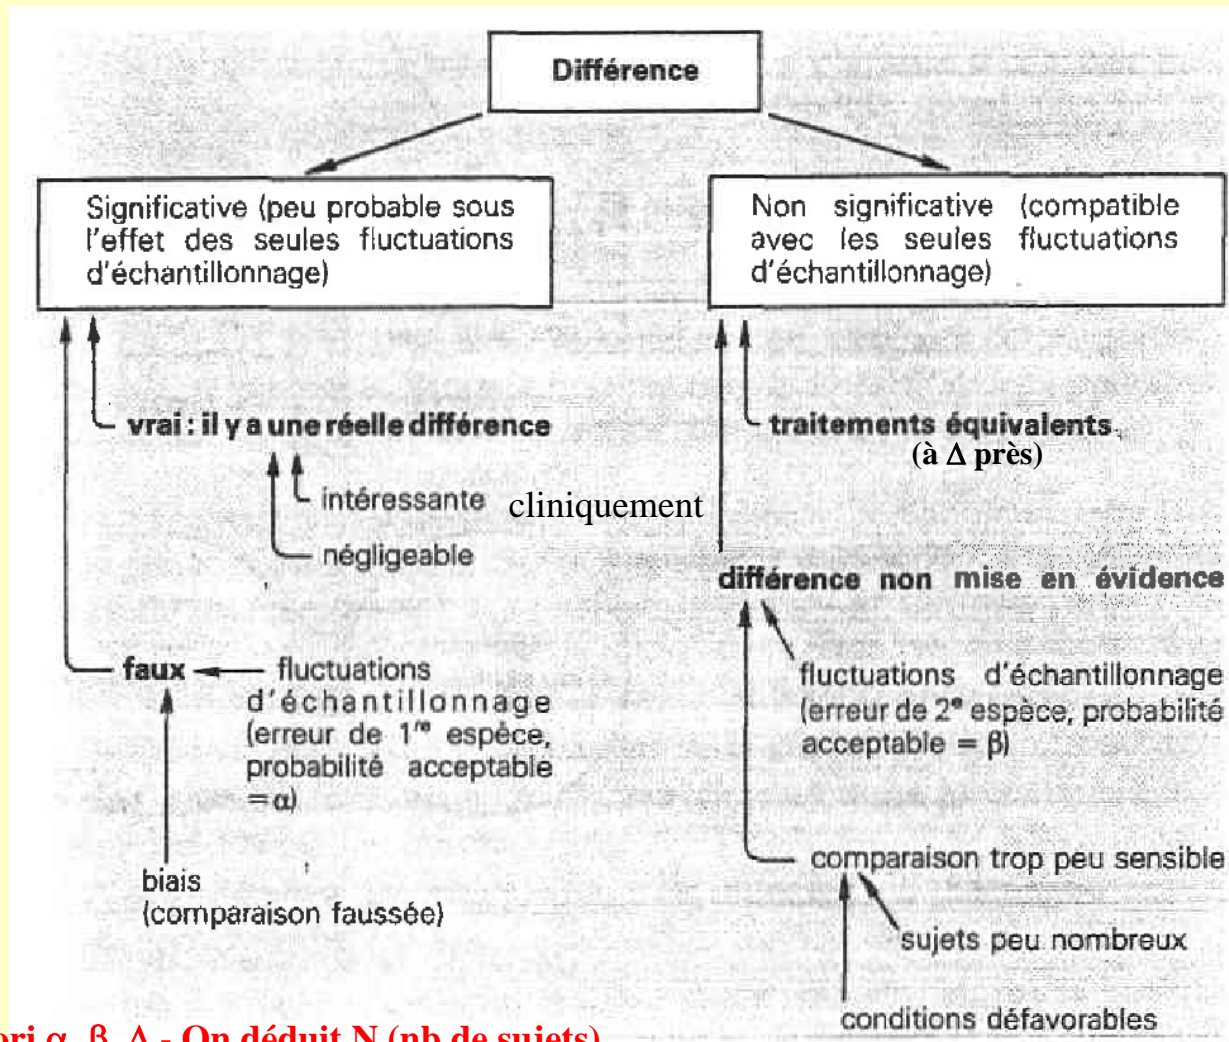 Différence
Significative (peu probable sous
l'effet des seules fluctuations
d'échantillonnage)
Non significative (compatible
avec les seules fluctuations
d'échantillonnage)
vrai : il y a une réelle différence
intéressante
cliniquement
négligeable
traitements équivalents
(à Δ près)
différence non mise en évidence
faux
fluctuations
d'échantillonnage
(erreur de 1re espèce,
probabilité acceptable
= α)
biais
(comparaison faussée)
fluctuations d'échantillonnage
(erreur de 2e espèce, probabilité
acceptable = β)
comparaison trop peu sensible
sujets peu nombreux
conditions défavorables
α, β, Δ - On déduit N (nb de sujets)